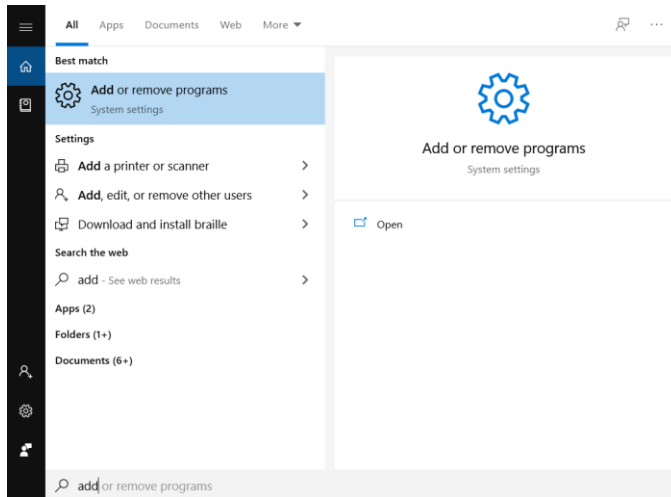 All Apps Documents Web More
Best match
Add or remove programs
System settings
Settings
Add a printer or scanner
Add, edit, or remove other users
Download and install braille
Search the web
add - See web results
Apps (2)
Folders (1+)
Documents (6+)
Add or remove programs
System settings
Open
add or remove programs